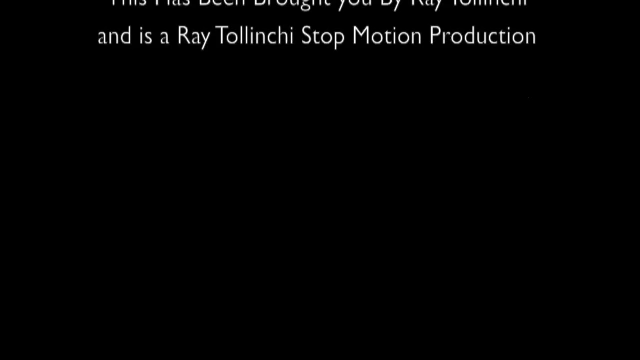 This Has Been Brought you By Ray Tollinchi
and is a Ray Tollinchi Stop Motion Production